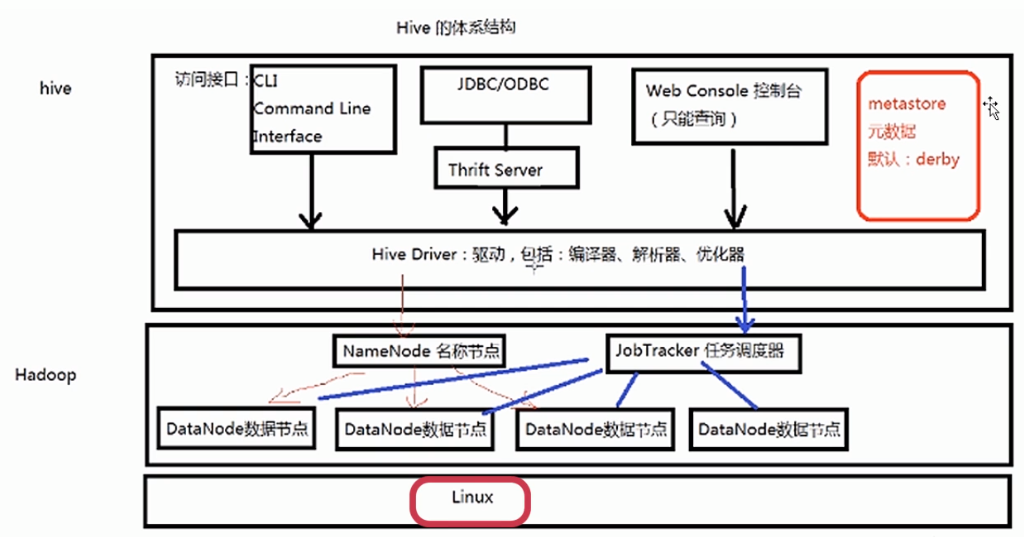 Hive 的体系结构
hive
访问接口：CLI
Command Line
Interface
JDBC/ODBC
Thrift Server
Web Console 控制台
（只能查询）
metastore
元数据
默认：derby
Hive Driver：驱动，包括：编译器、解析器、优化器
Hadoop
NameNode 名称节点
JobTracker 任务调度器
DataNode数据节点
DataNode数据节点
DataNode数据节点
DataNode数据节点
Linux